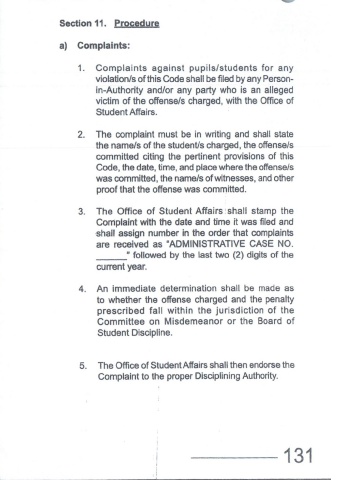 Section 11. Procedure
a) Complaints:
1. Complaints against pupils/students for any
violation/s of this Code shall be filed by any Person-
in-Authority and/or any party who is an alleged
victim of the offense/s charged, with the Office of
Student Affairs.
2. The complaint must be in writing and shall state
the name/s of the student/s charged, the offense/s
committed citing the pertinent provisions of this
Code, the date, time, and place where the offense/s
was committed, the name/s of witnesses, and other
proof that the offense was committed.
3. The Office of Student Affairs shall stamp the
Complaint with the date and time it was filed and
shall assign number in the order that complaints
are received as "ADMINISTRATIVE CASE NO.
______" followed by the last two (2) digits of the
current year.
4. An immediate determination shall be made as
to whether the offense charged and the penalty
prescribed fall within the jurisdiction of the
Committee on Misdemeanor or the Board of
Student Discipline.
5. The Office of Student Affairs shall then endorse the
Complaint to the proper Disciplining Authority.
131